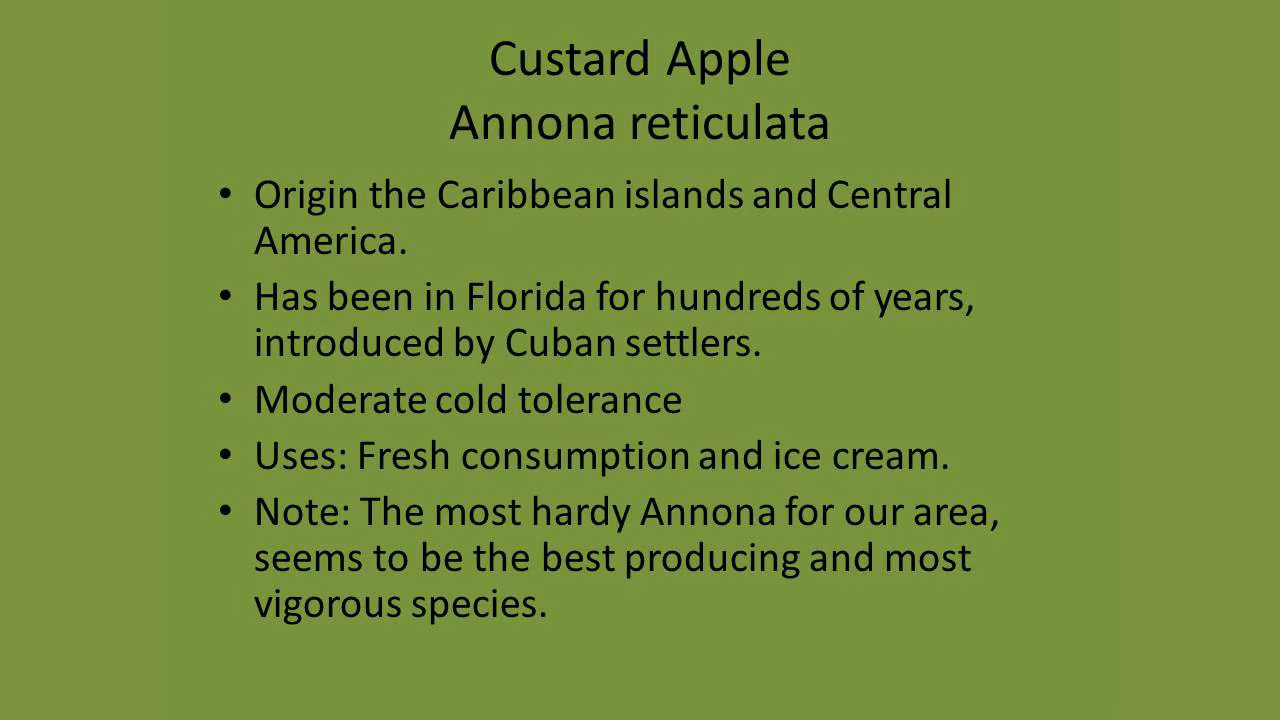 Custard Apple
Annona reticulata
• Origin the Caribbean islands and Central
America.
• Has been in Florida for hundreds of years,
introduced by Cuban settlers.
• Moderate cold tolerance
• Uses: Fresh consumption and ice cream.
• Note: The most hardy Annona for our area,
seems to be the best producing and most
vigorous species.